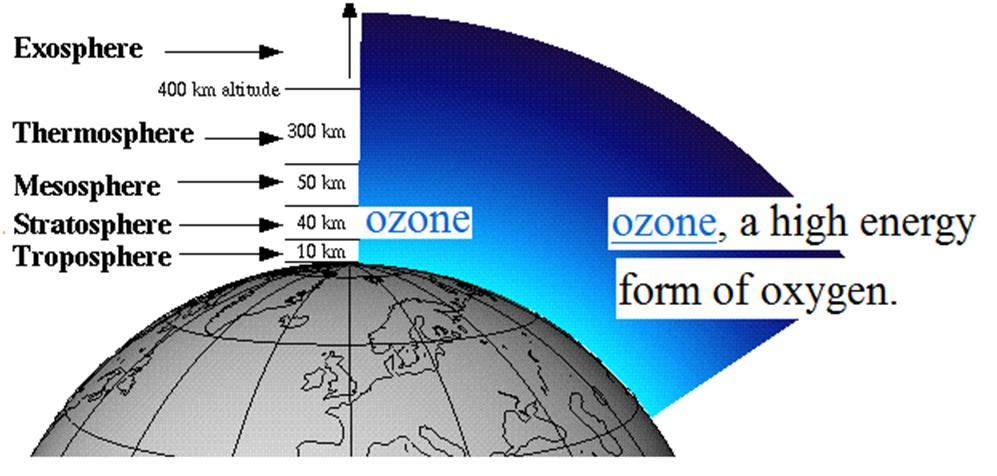 Exosphere
400 km altitude
Thermosphere
300 km
Mesosphere
50 km
Stratosphere
40 km
ozone
ozone, a high energy
form of oxygen.
Troposphere
10 km